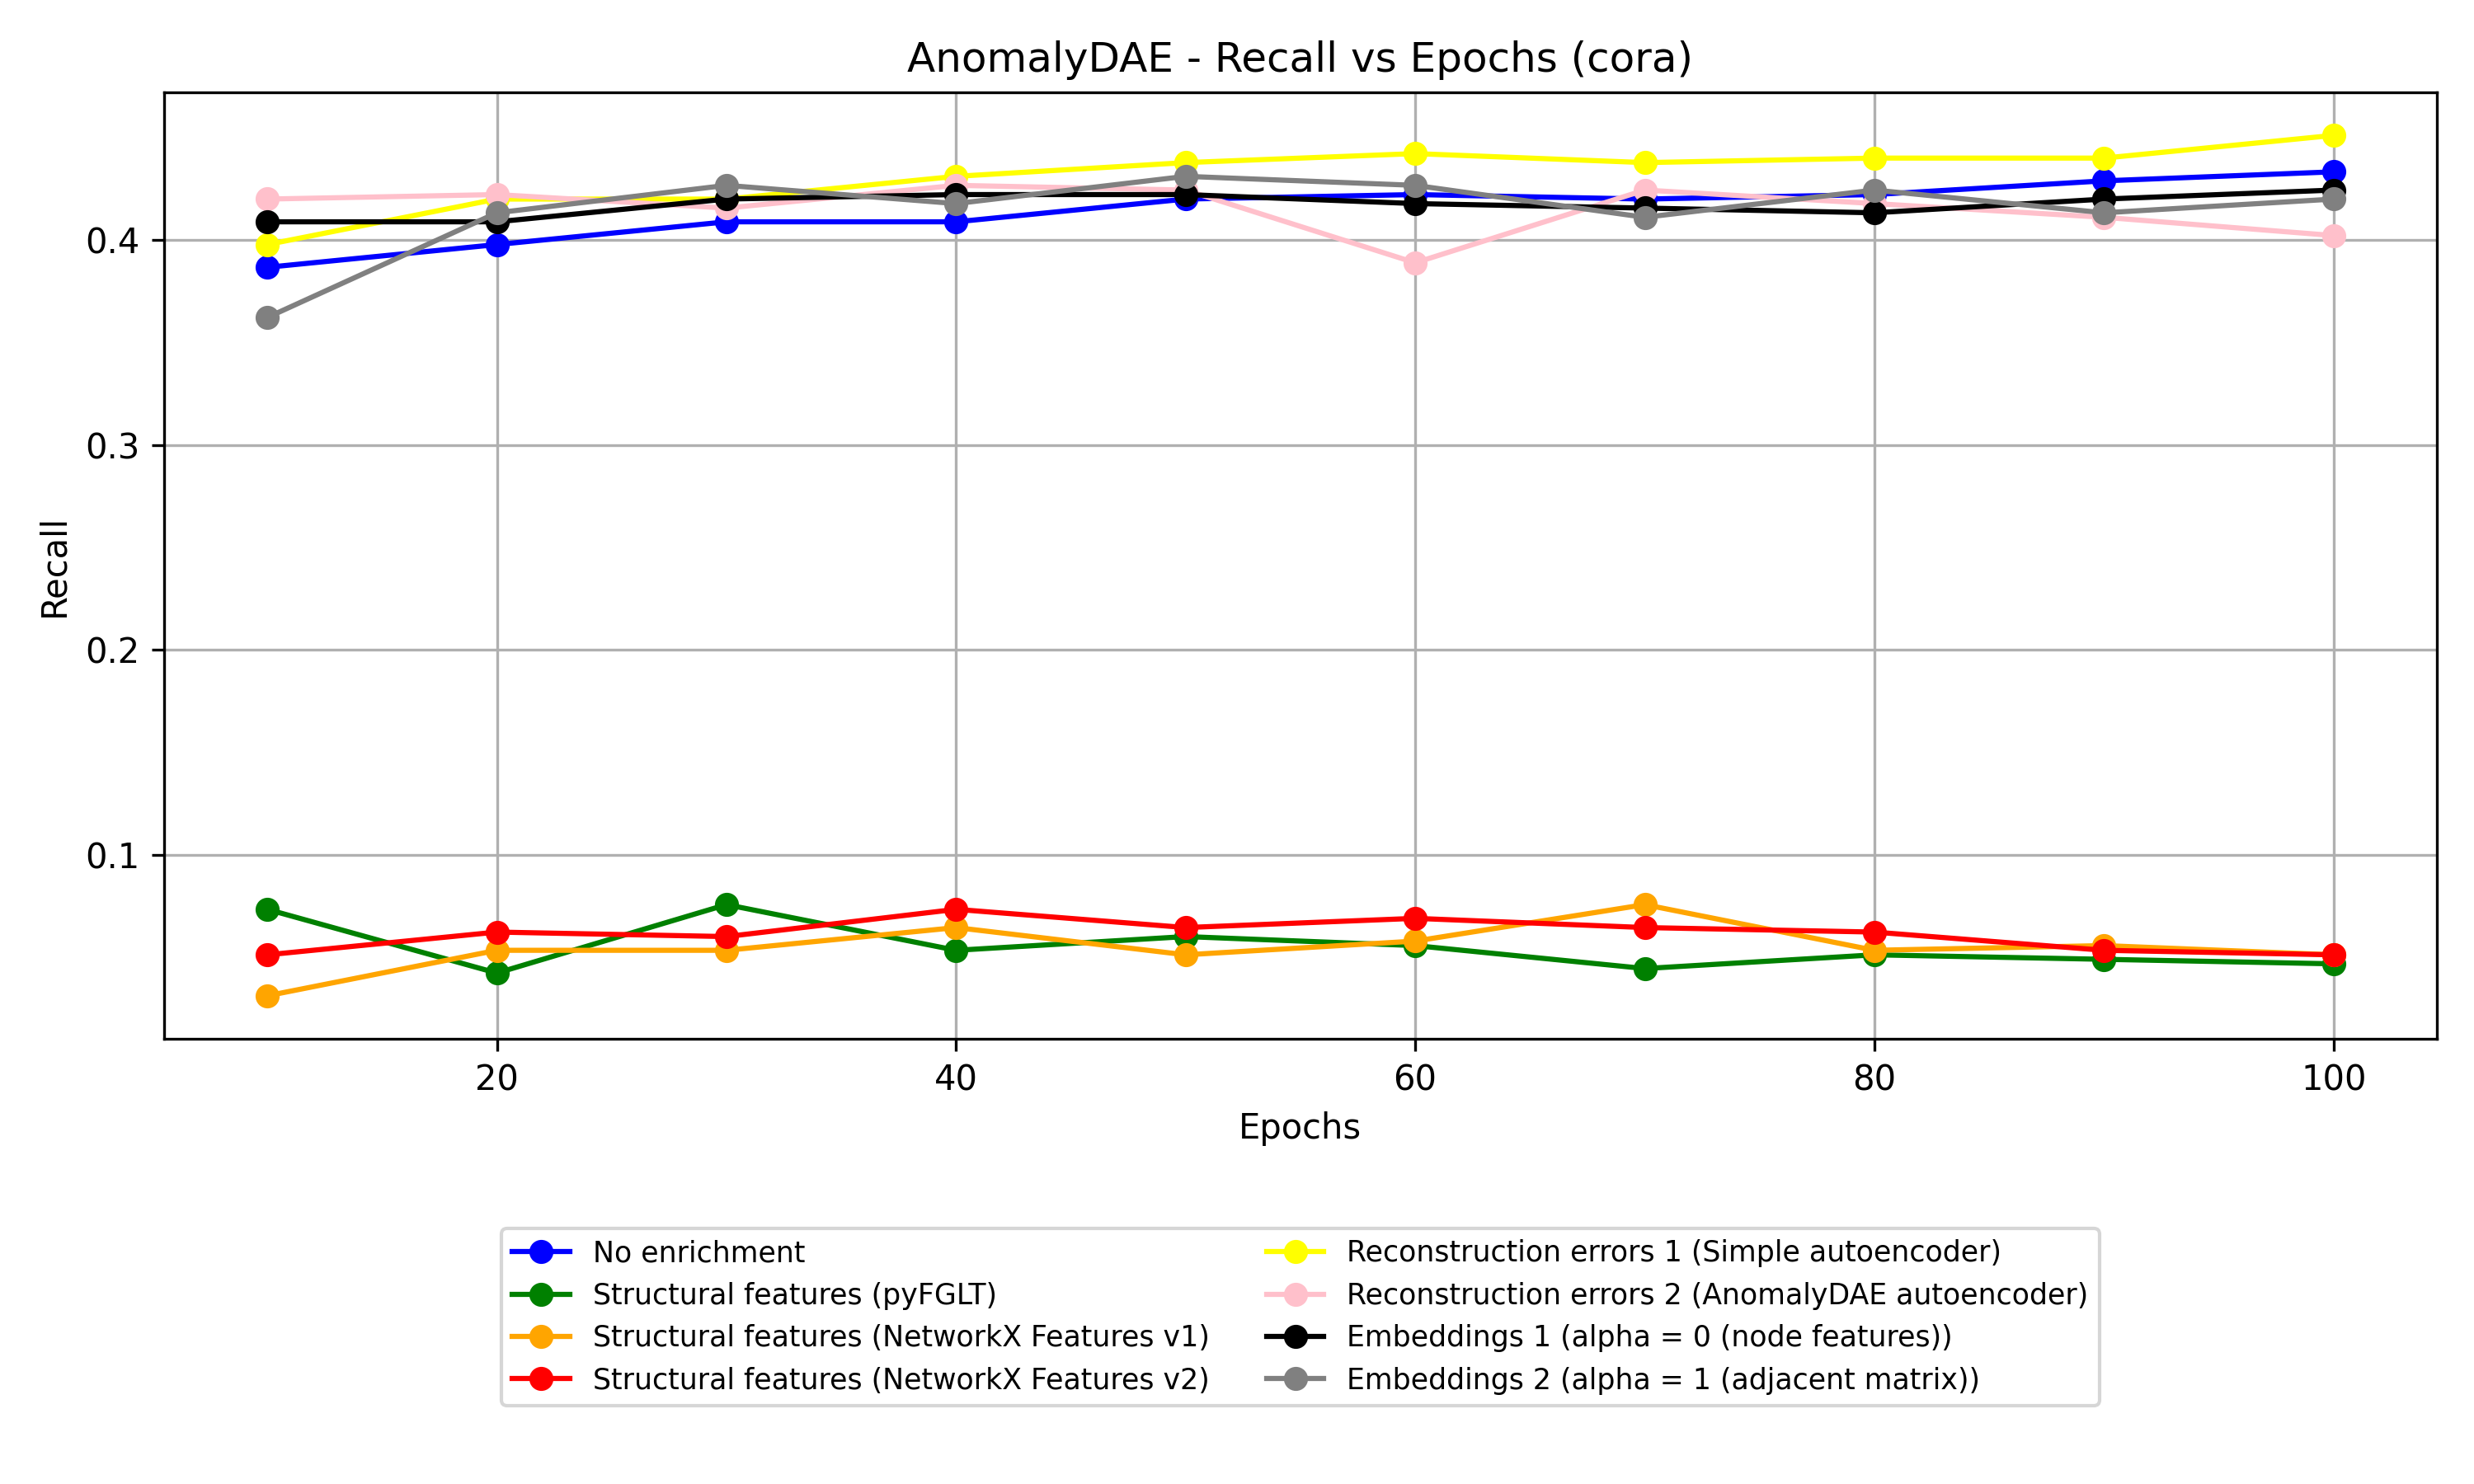 AnomalyDAE - Recall vs Epochs (cora)
Recall
0.4
0.3
0.2
0.1
20 40 60 80 100
Epochs
No enrichment
Structural features (pyFGLT)
Structural features (NetworkX Features v1)
Structural features (NetworkX Features v2)
Reconstruction errors 1 (Simple autoencoder)
Reconstruction errors 2 (AnomalyDAE autoencoder)
Embeddings 1 (alpha = 0 (node features))
Embeddings 2 (alpha = 1 (adjacent matrix))